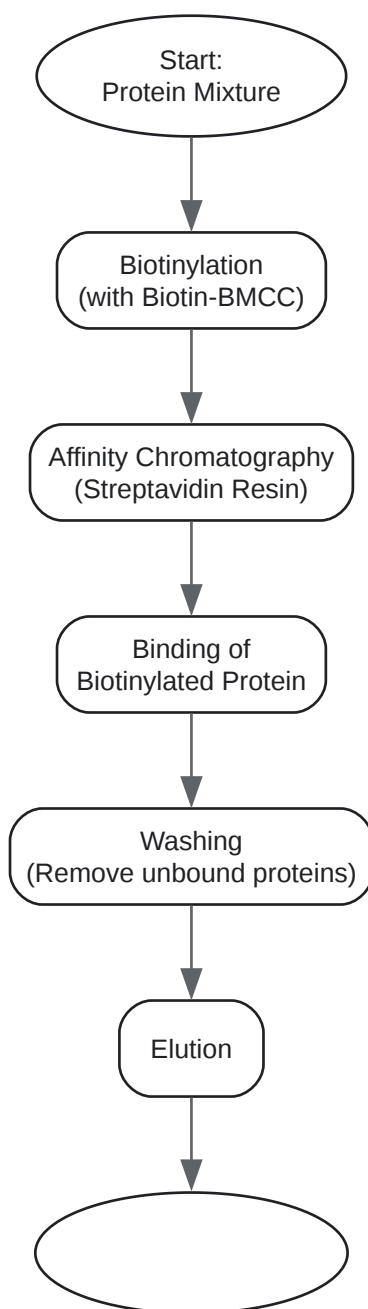 Start:
Protein Mixture
Biotinylation
(with Biotin-BMCC)
Affinity Chromatography
(Streptavidin Resin)
Binding of
Biotinylated Protein
Washing
(Remove unbound proteins)
Elution